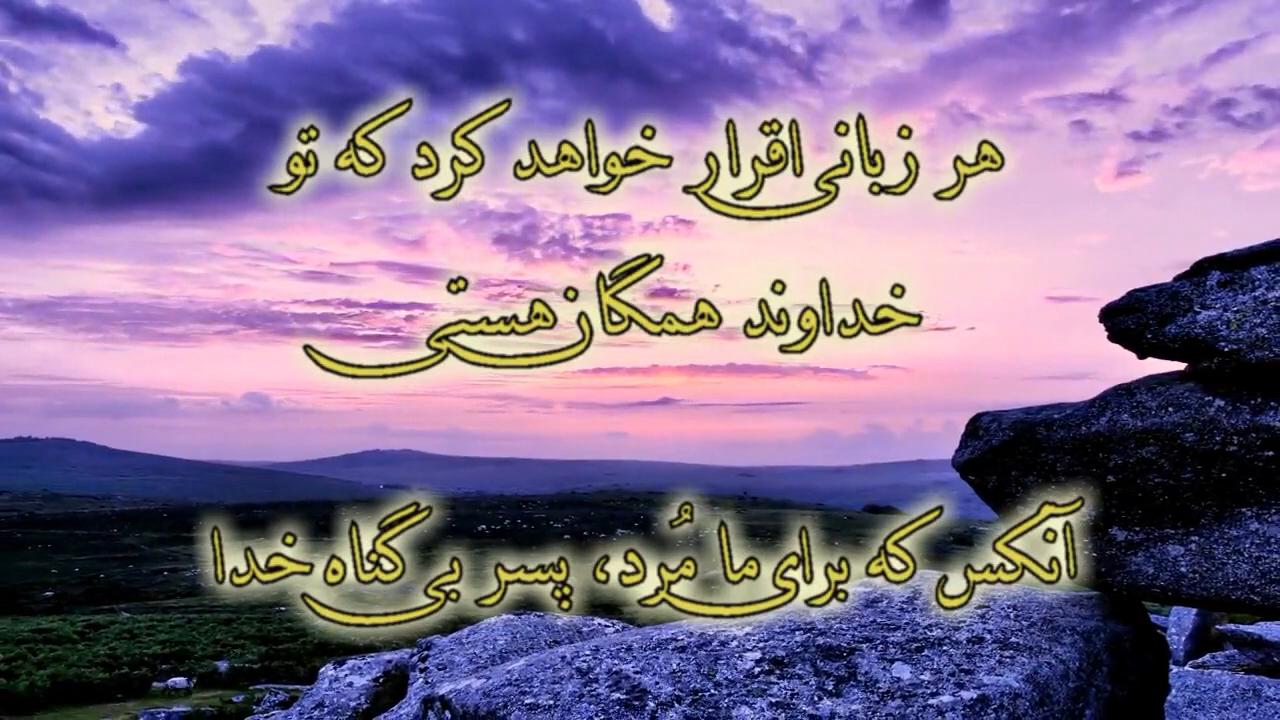 هر زبانی اقرار خواهد کرد که تو
خداوند همگان هستی
آنکس که برای ما مُرد، پسر بی گناه خدا